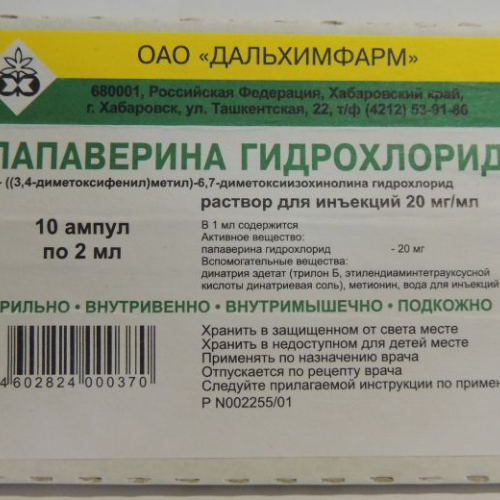 ОАО «ДАЛЬХИМФАРМ»
680001, Российская Федерация, Хабаровский край,
г. Хабаровск, ул. Ташкентская, 22, т/ф (4212) 53-91-86
ПАПАВЕРИНА ГИДРОХЛОРИД
- ((3,4-диметоксифенил)метил)-6,7-диметоксиизохинолина гидрохлорид
раствор для инъекций 20 мг/мл
10 ампул
по 2 мл
В 1 мл содержится
Активное вещество:
папаверина гидрохлорид - 20 мг
Вспомогательные вещества:
динатрия эдетат (трилон Б, этилендиаминтетрауксусной
кислоты динатриевая соль), метионин, вода для инъекций
РИЛЬНО • ВНУТРИВЕННО • ВНУТРИМЫШЕЧНО • ПОДКОЖНО
Хранить в защищенном от света месте
Хранить в недоступном для детей месте
Применять по назначению врача
Отпускается по рецепту врача
Следуйте прилагаемой инструкции по примен
Р N002255/01
4602824000370